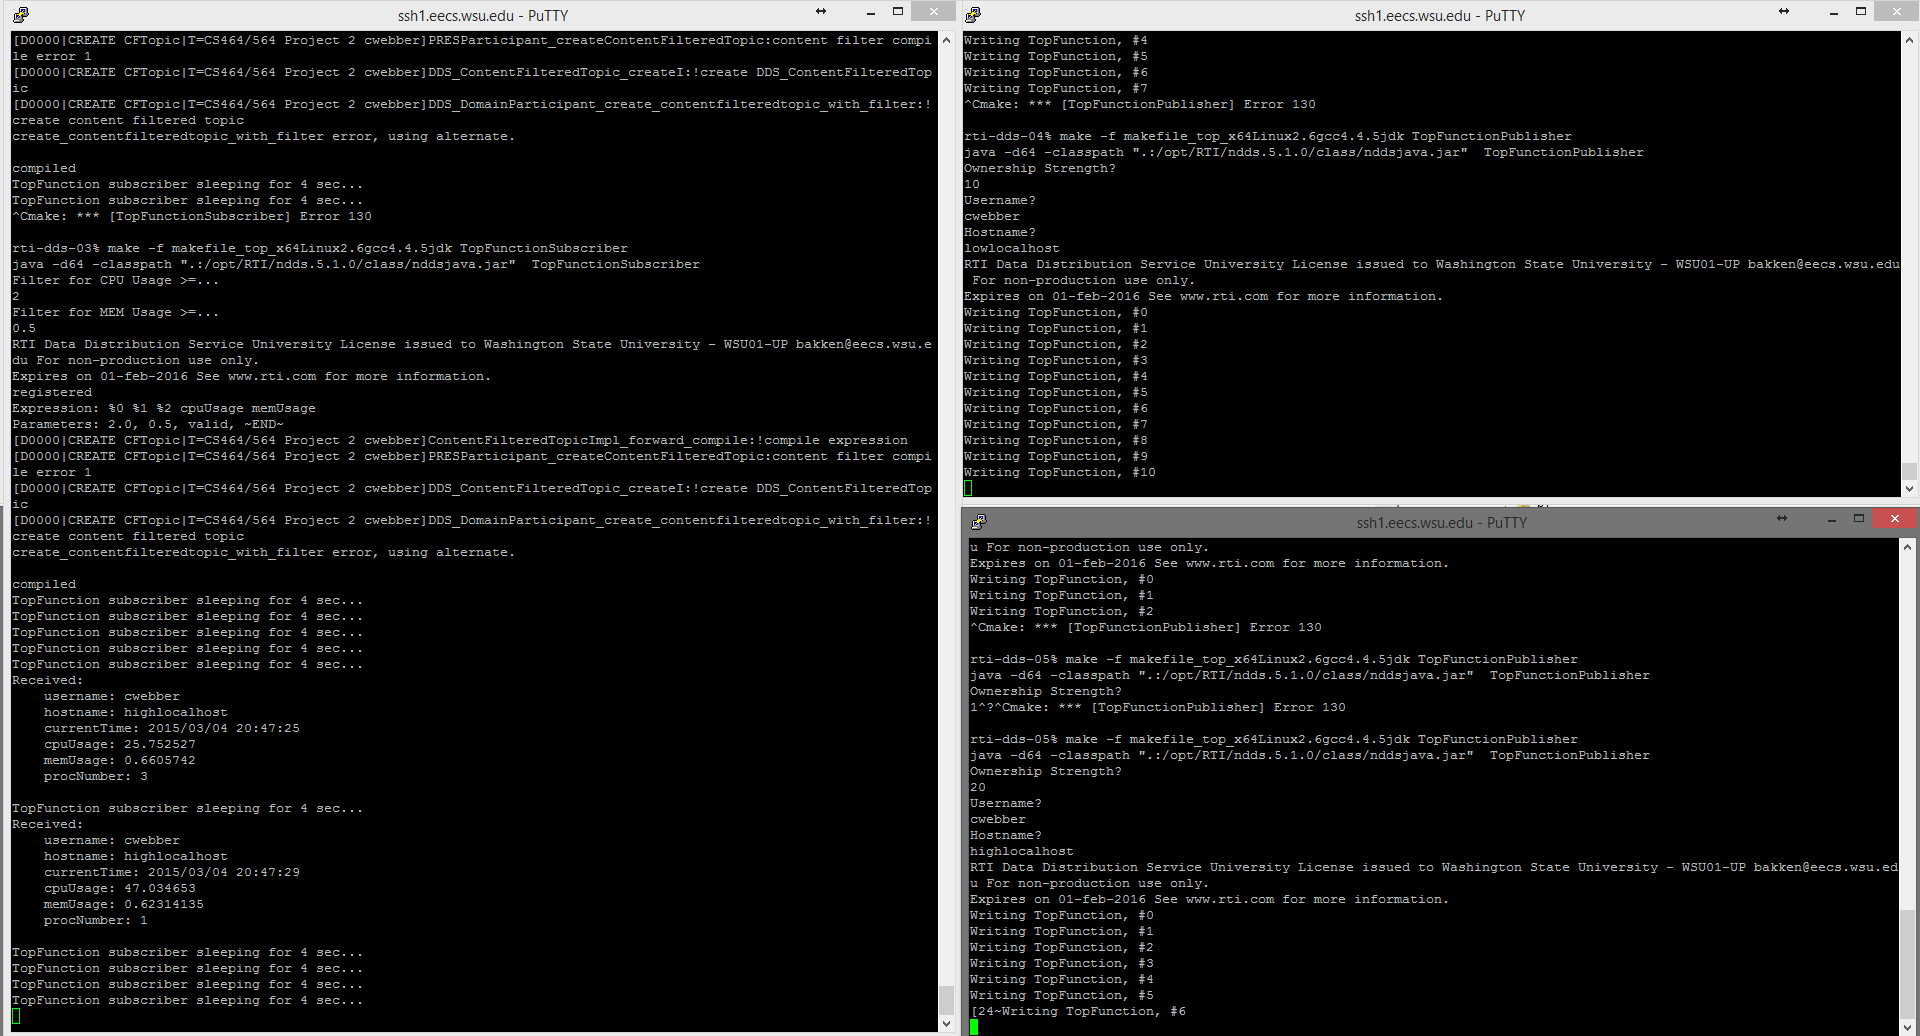 ssh1.eecs.wsu.edu - PuTTY
[D0000|CREATE CFTopic|T=CS464/564 Project 2 cwebber]PRESParticipant_createContentFilteredTopic:content filter compi
le error 1
[D0000|CREATE CFTopic|T=CS464/564 Project 2 cwebber]DDS_ContentFilteredTopic_createI:!create DDS_ContentFilteredTop
ic
[D0000|CREATE CFTopic|T=CS464/564 Project 2 cwebber]DDS_DomainParticipant_create_contentfilteredtopic_with_filter:!
create content filtered topic
create_contentfilteredtopic_with_filter error, using alternate.
compiled
TopFunction subscriber sleeping for 4 sec...
TopFunction subscriber sleeping for 4 sec...
^Cmake: *** [TopFunctionSubscriber] Error 130
rti-dds-03% make -f makefile_top_x64Linux2.6gcc4.4.5jdk TopFunctionSubscriber
java -d64 -classpath ".:/opt/RTI/ndds.5.1.0/class/nddsjava.jar"  TopFunctionSubscriber
Filter for CPU Usage >=...
2
Filter for MEM Usage >=...
0.5
RTI Data Distribution Service University License issued to Washington State University - WSU01-UP bakken@eecs.wsu.e
du For non-production use only.
Expires on 01-feb-2016 See www.rti.com for more information.
registered
Expression: %0 %1 %2 cpuUsage memUsage
Parameters: 2.0, 0.5, valid, ~END~
[D0000|CREATE CFTopic|T=CS464/564 Project 2 cwebber]ContentFilteredTopicImpl_forward_compile:!compile expression
[D0000|CREATE CFTopic|T=CS464/564 Project 2 cwebber]PRESParticipant_createContentFilteredTopic:content filter compi
le error 1
[D0000|CREATE CFTopic|T=CS464/564 Project 2 cwebber]DDS_ContentFilteredTopic_createI:!create DDS_ContentFilteredTop
ic
[D0000|CREATE CFTopic|T=CS464/564 Project 2 cwebber]DDS_DomainParticipant_create_contentfilteredtopic_with_filter:!
create content filtered topic
create_contentfilteredtopic_with_filter error, using alternate.
compiled
TopFunction subscriber sleeping for 4 sec...
TopFunction subscriber sleeping for 4 sec...
TopFunction subscriber sleeping for 4 sec...
TopFunction subscriber sleeping for 4 sec...
TopFunction subscriber sleeping for 4 sec...
Received:
    username: cwebber
    hostname: highlocalhost
    currentTime: 2015/03/04 20:47:25
    cpuUsage: 25.752527
    memUsage: 0.6605742
    procNumber: 3
TopFunction subscriber sleeping for 4 sec...
Received:
    username: cwebber
    hostname: highlocalhost
    currentTime: 2015/03/04 20:47:29
    cpuUsage: 47.034653
    memUsage: 0.62314135
    procNumber: 1
TopFunction subscriber sleeping for 4 sec...
TopFunction subscriber sleeping for 4 sec...
TopFunction subscriber sleeping for 4 sec...
TopFunction subscriber sleeping for 4 sec...
ssh1.eecs.wsu.edu - PuTTY
Writing TopFunction, #4
Writing TopFunction, #5
Writing TopFunction, #6
Writing TopFunction, #7
^Cmake: *** [TopFunctionPublisher] Error 130
rti-dds-04% make -f makefile_top_x64Linux2.6gcc4.4.5jdk TopFunctionPublisher
java -d64 -classpath ".:/opt/RTI/ndds.5.1.0/class/nddsjava.jar"  TopFunctionPublisher
Ownership Strength?
10
Username?
cwebber
Hostname?
lowlocalhost
RTI Data Distribution Service University License issued to Washington State University - WSU01-UP bakken@eecs.wsu.edu
 For non-production use only.
Expires on 01-feb-2016 See www.rti.com for more information.
Writing TopFunction, #0
Writing TopFunction, #1
Writing TopFunction, #2
Writing TopFunction, #3
Writing TopFunction, #4
Writing TopFunction, #5
Writing TopFunction, #6
Writing TopFunction, #7
Writing TopFunction, #8
Writing TopFunction, #9
Writing TopFunction, #10
ssh1.eecs.wsu.edu - PuTTY
u For non-production use only.
Expires on 01-feb-2016 See www.rti.com for more information.
Writing TopFunction, #0
Writing TopFunction, #1
Writing TopFunction, #2
^Cmake: *** [TopFunctionPublisher] Error 130
rti-dds-05% make -f makefile_top_x64Linux2.6gcc4.4.5jdk TopFunctionPublisher
java -d64 -classpath ".:/opt/RTI/ndds.5.1.0/class/nddsjava.jar"  TopFunctionPublisher
Ownership Strength?
1^?^Cmake: *** [TopFunctionPublisher] Error 130
rti-dds-05% make -f makefile_top_x64Linux2.6gcc4.4.5jdk TopFunctionPublisher
java -d64 -classpath ".:/opt/RTI/ndds.5.1.0/class/nddsjava.jar"  TopFunctionPublisher
Ownership Strength?
20
Username?
cwebber
Hostname?
highlocalhost
RTI Data Distribution Service University License issued to Washington State University - WSU01-UP bakken@eecs.wsu.ed
u For non-production use only.
Expires on 01-feb-2016 See www.rti.com for more information.
Writing TopFunction, #0
Writing TopFunction, #1
Writing TopFunction, #2
Writing TopFunction, #3
Writing TopFunction, #4
Writing TopFunction, #5
[24~Writing TopFunction, #6